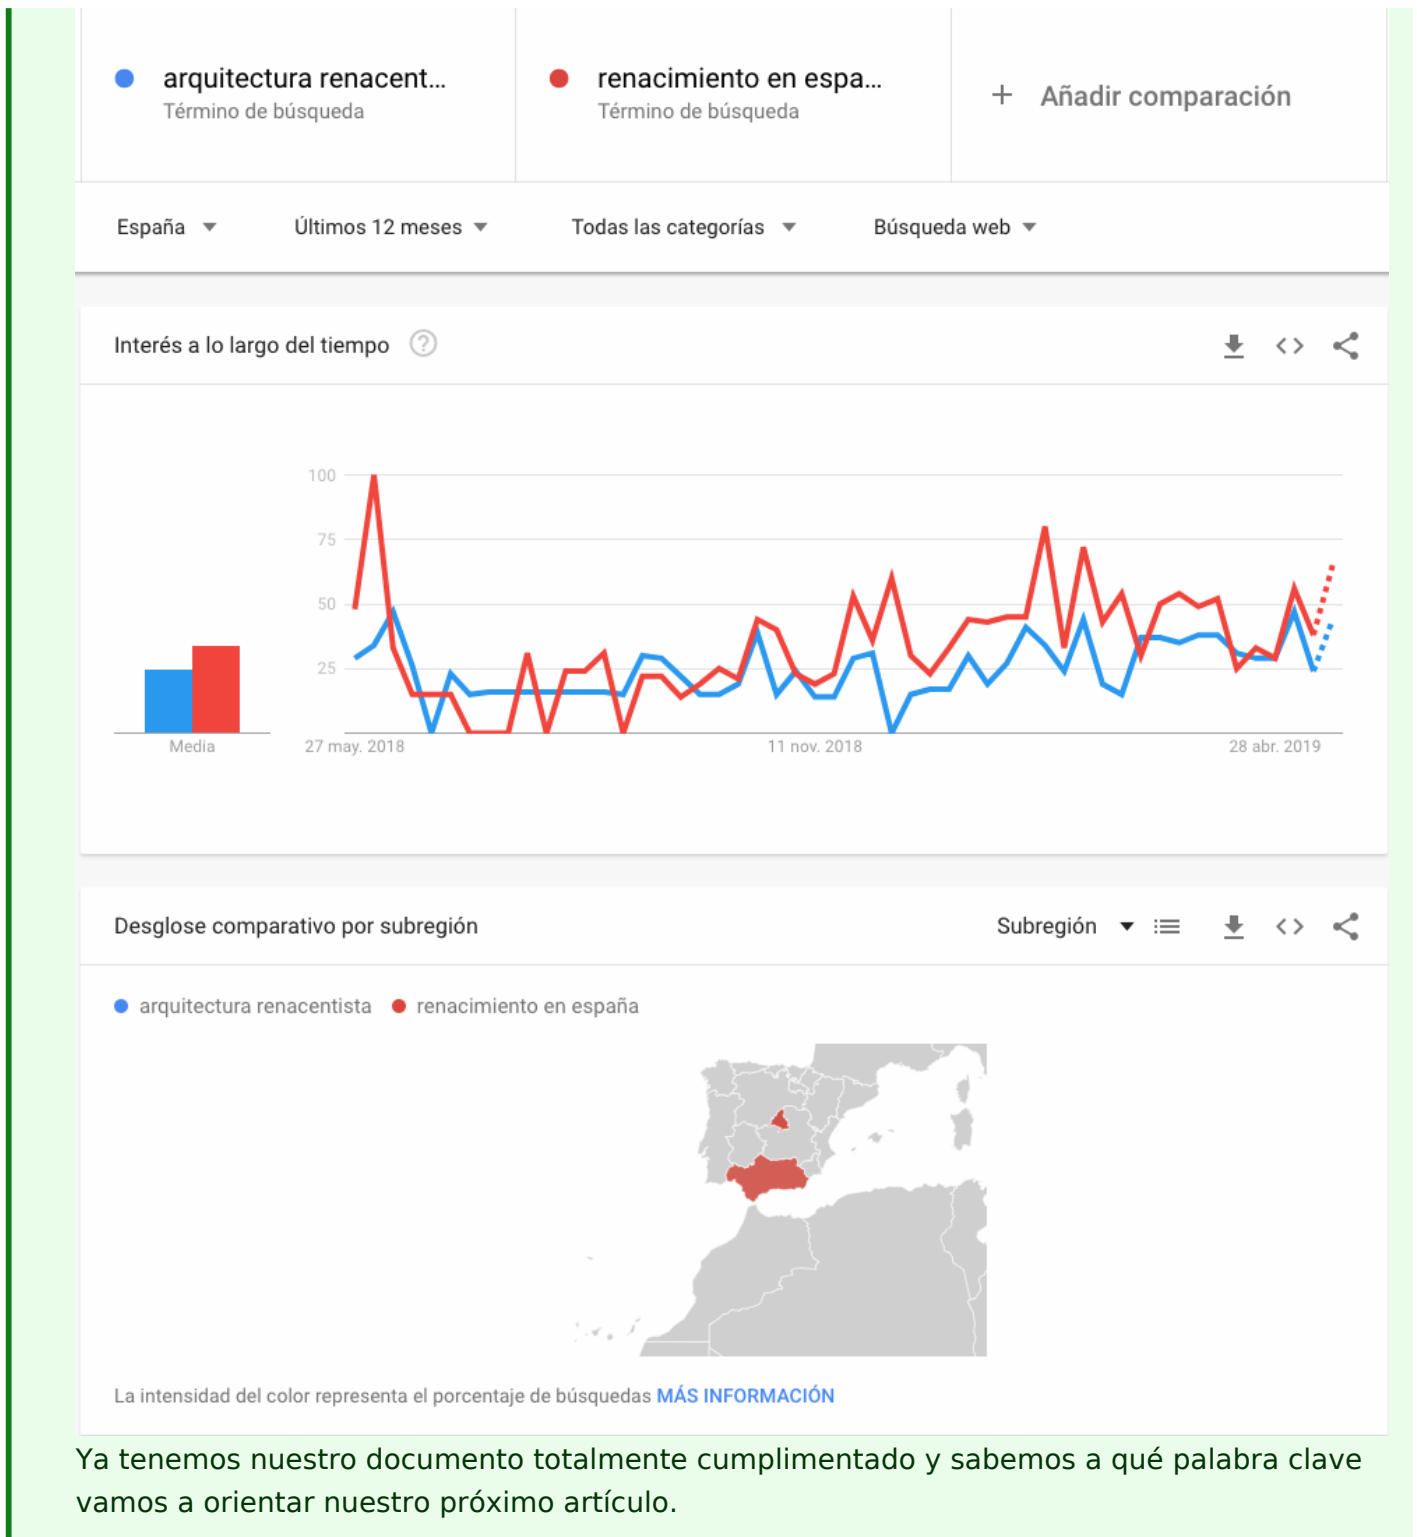 arquitectura renacent...
Término de búsqueda
renacimiento en espa...
Término de búsqueda
+ Añadir comparación
España
Últimos 12 meses
Todas las categorías
Búsqueda web
Interés a lo largo del tiempo
100
75
50
25
Media
27 may. 2018
11 nov. 2018
28 abr. 2019
Desglose comparativo por subregión
Subregión
arquitectura renacentista
renacimiento en españa
La intensidad del color representa el porcentaje de búsquedas MÁS INFORMACIÓN
Ya tenemos nuestro documento totalmente cumplimentado y sabemos a qué palabra clave
vamos a orientar nuestro próximo artículo.